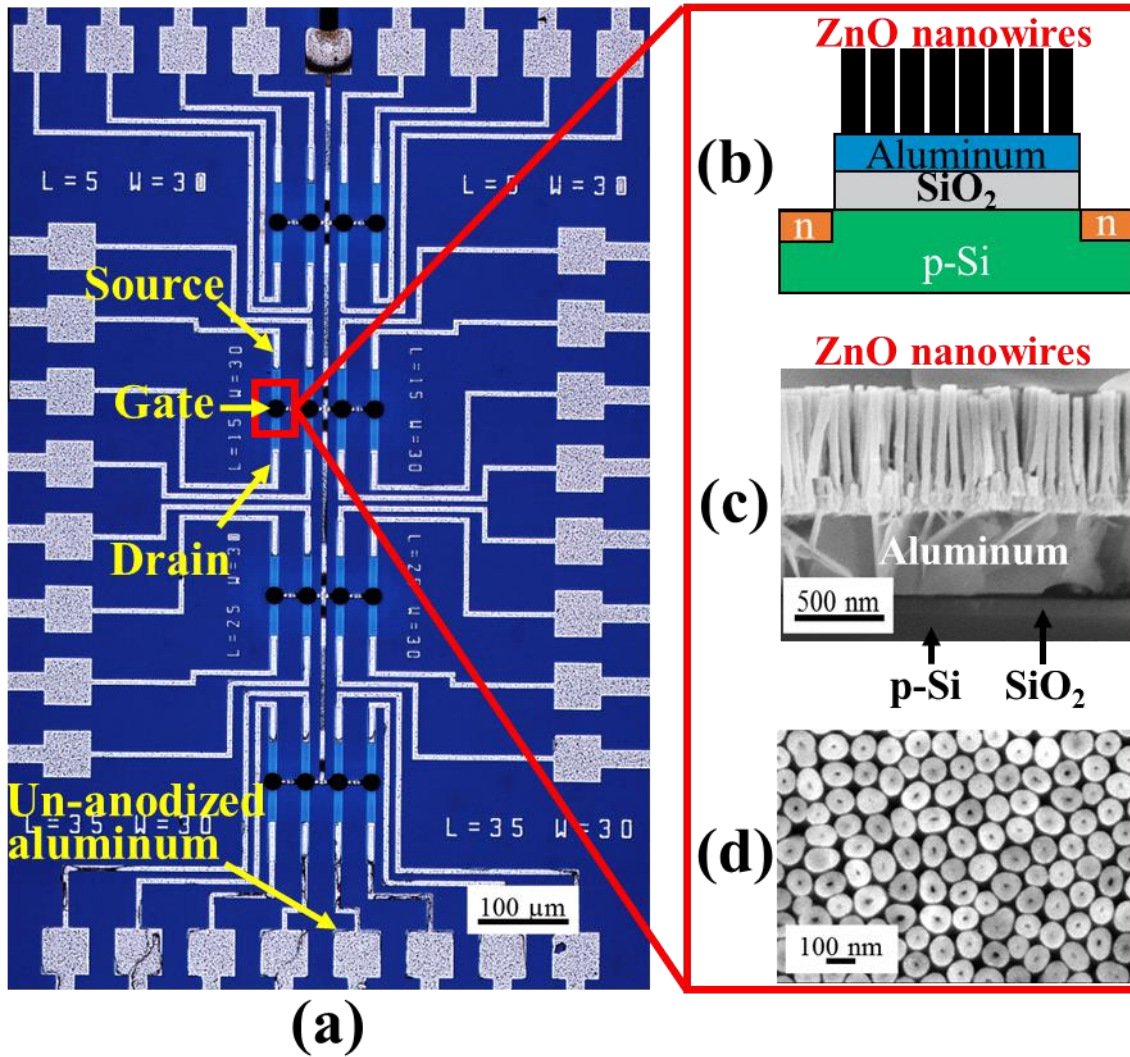 L=5 W=30
L=5 W=30
Source
L=15 W=30
L=15 W=30
Gate
Drain
L=25 W=30
L=25 W=30
Un-anodized
aluminum
L=35 W=30
L=35 W=30
100 µm
(a)
ZnO nanowires
(b)
Aluminum
SiO₂
n
n
p-Si
ZnO nanowires
(c)
Aluminum
500 nm
p-Si
SiO₂
(d)
100 nm